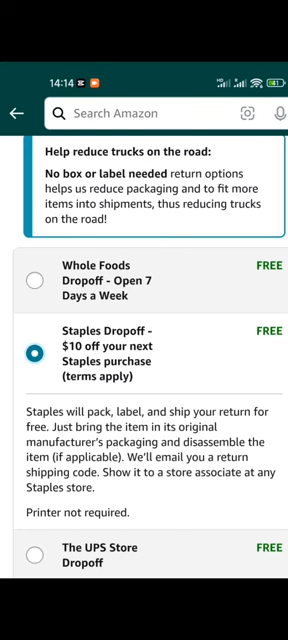 14:14
Search Amazon
Help reduce trucks on the road:
No box or label needed return options
helps us reduce packaging and to fit more
items into shipments, thus reducing trucks
on the road!
Whole Foods FREE
Dropoff - Open 7
Days a Week
Staples Dropoff - FREE
$10 off your next
Staples purchase
(terms apply)
Staples will pack, label, and ship your return for
free. Just bring the item in its original
manufacturer's packaging and disassemble the
item (if applicable). We'll email you a return
shipping code. Show it to a store associate at any
Staples store.
Printer not required.
The UPS Store FREE
Dropoff